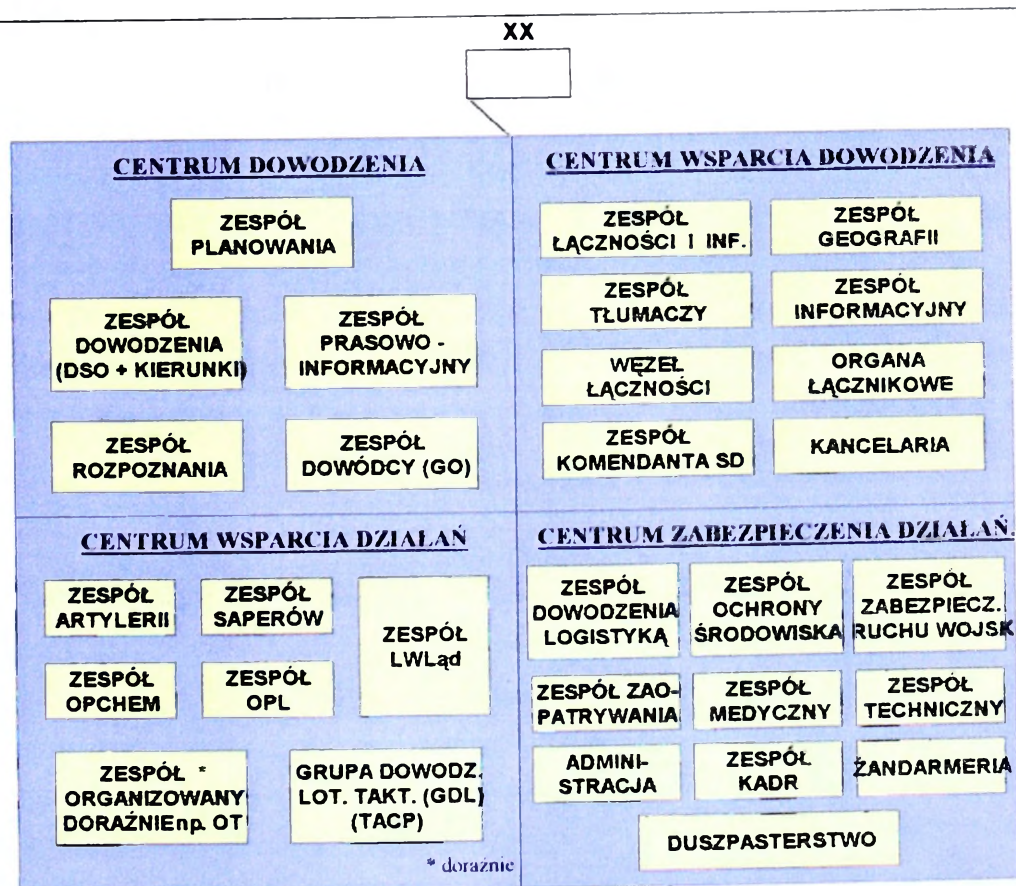 XX
CENTRUM DOWODZENIA
ZESPÓŁ
PLANOWANIA
ZESPÓŁ
DOWODZENIA
(DSO + KIERUNKI)
ZESPÓŁ
PRASOWO -
INFORMACYJNY
ZESPÓŁ
ROZPOZNANIA
ZESPÓŁ
DOWÓDCY (GO)
CENTRUM WSPARCIA DOWODZENIA
ZESPÓŁ
ŁĄCZNOŚCI I INF.
ZESPÓŁ
GEOGRAFII
ZESPÓŁ
TŁUMACZY
ZESPÓŁ
INFORMACYJNY
WĘZEŁ
ŁĄCZNOŚCI
ORGANA
ŁĄCZNIKOWE
ZESPÓŁ
KOMENDANTA SD
KANCELARIA
CENTRUM WSPARCIA DZIAŁAŃ
ZESPÓŁ
ARTYLERII
ZESPÓŁ
SAPERÓW
ZESPÓŁ
LWLąd
ZESPÓŁ
OPCHEM
ZESPÓŁ
OPL
ZESPÓŁ *
ORGANIZOWANY
DORAŹNIEnp. OT
GRUPA DOWODZ.
LOT. TAKT. (GDL)
(TACP)
* doraźnie
CENTRUM ZABEZPIECZENIA DZIAŁAŃ.
ZESPÓŁ
DOWODZENIA
LOGISTYKĄ
ZESPÓŁ
OCHRONY
ŚRODOWISKA
ZESPÓŁ
ZABEZPIECZ.
RUCHU WOJSK
ZESPÓŁ ZAO-
PATRYWANIA
ZESPÓŁ
MEDYCZNY
ZESPÓŁ
TECHNICZNY
ADMINI-
STRACJA
ZESPÓŁ
KADR
ŻANDARMERIA
DUSZPASTERSTWO